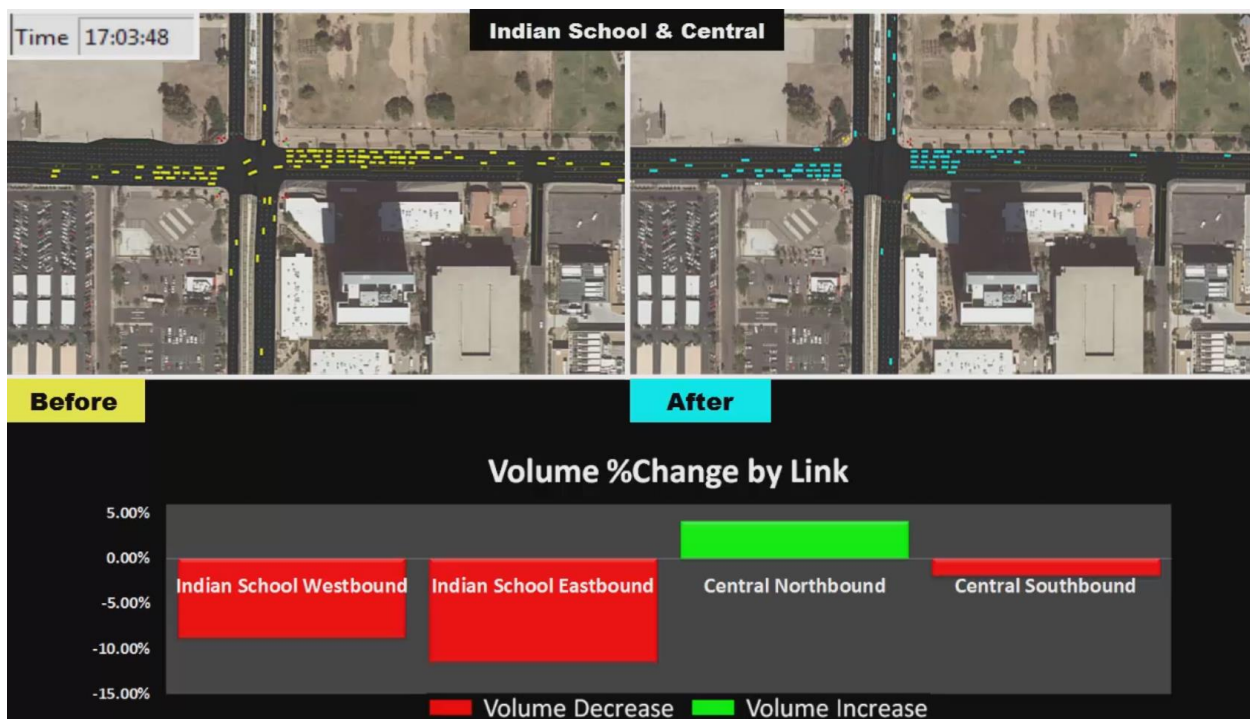 Time 17:03:48
Indian School & Central
Before
After
Volume %Change by Link
5.00%
0.00%
-5.00%
-10.00%
-15.00%
Indian School Westbound
Indian School Eastbound
Central Northbound
Central Southbound
Volume Decrease
Volume Increase